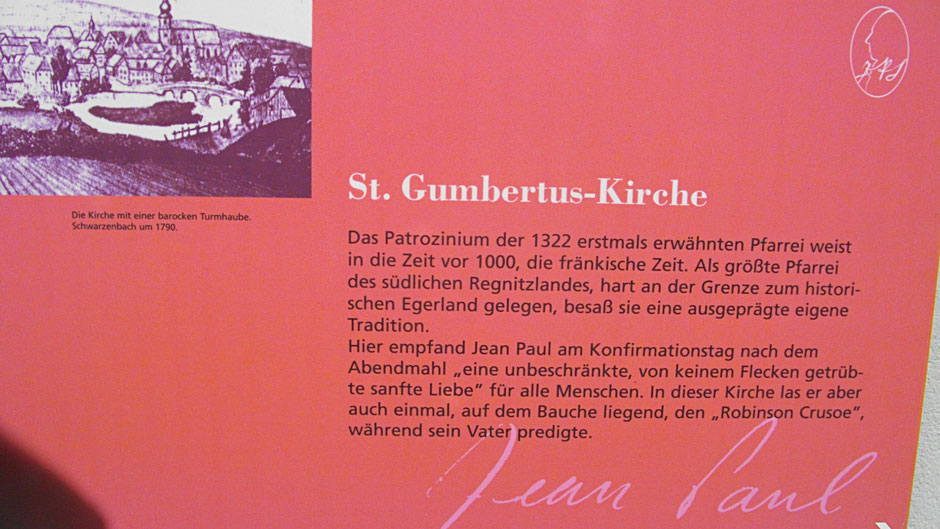 Die Kirche mit einer barocken Turmhaube.
Schwarzenbach um 1790.
St. Gumbertus-Kirche
Das Patrozinium der 1322 erstmals erwähnten Pfarrei weist
in die Zeit vor 1000, die fränkische Zeit. Als größte Pfarrei
des südlichen Regnitzlandes, hart an der Grenze zum histori-
schen Egerland gelegen, besaß sie eine ausgeprägte eigene
Tradition.
Hier empfand Jean Paul am Konfirmationstag nach dem
Abendmahl „eine unbeschränkte, von keinem Flecken getrüb-
te sanfte Liebe” für alle Menschen. In dieser Kirche las er aber
auch einmal, auf dem Bauche liegend, den „Robinson Crusoe”,
während sein Vater predigte.
Jean Paul